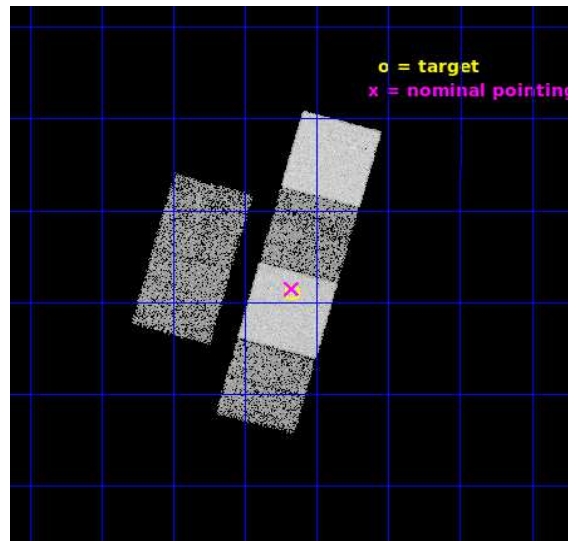 o = target
x = nominal pointing